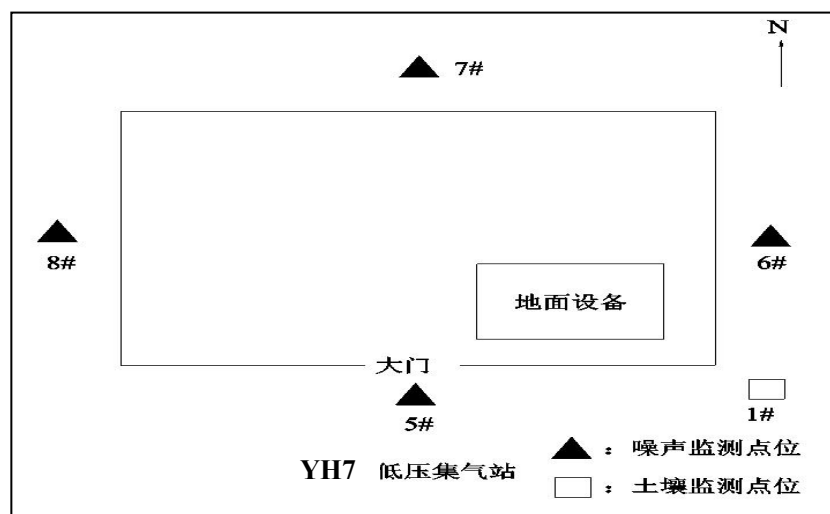 N
7#
8#
6#
地面设备
大门
5#
1#
YH7 低压集气站
▲ ：噪声监测点位
□ ：土壤监测点位